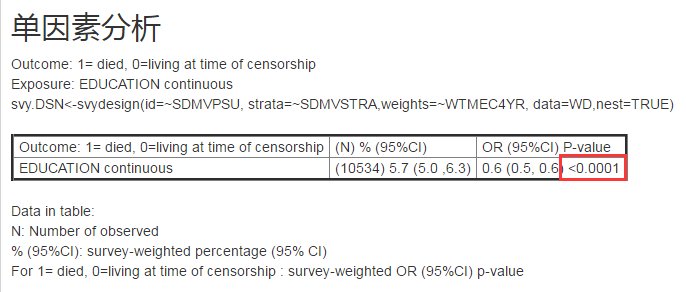 单因素分析
Outcome: 1= died, 0=living at time of censorship
Exposure: EDUCATION continuous
svy.DSN<-svydesign(id=~SDMVPSU, strata=~SDMVSTRA,weights=~WTMEC4YR, data=WD,nest=TRUE)
Outcome: 1= died, 0=living at time of censorship (N) % (95%CI) OR (95%CI) P-value
EDUCATION continuous (10534) 5.7 (5.0 ,6.3) 0.6 (0.5, 0.6) <0.0001
Data in table:
N: Number of observed
% (95%CI): survey-weighted percentage (95% CI)
For 1= died, 0=living at time of censorship : survey-weighted OR (95%CI) p-value